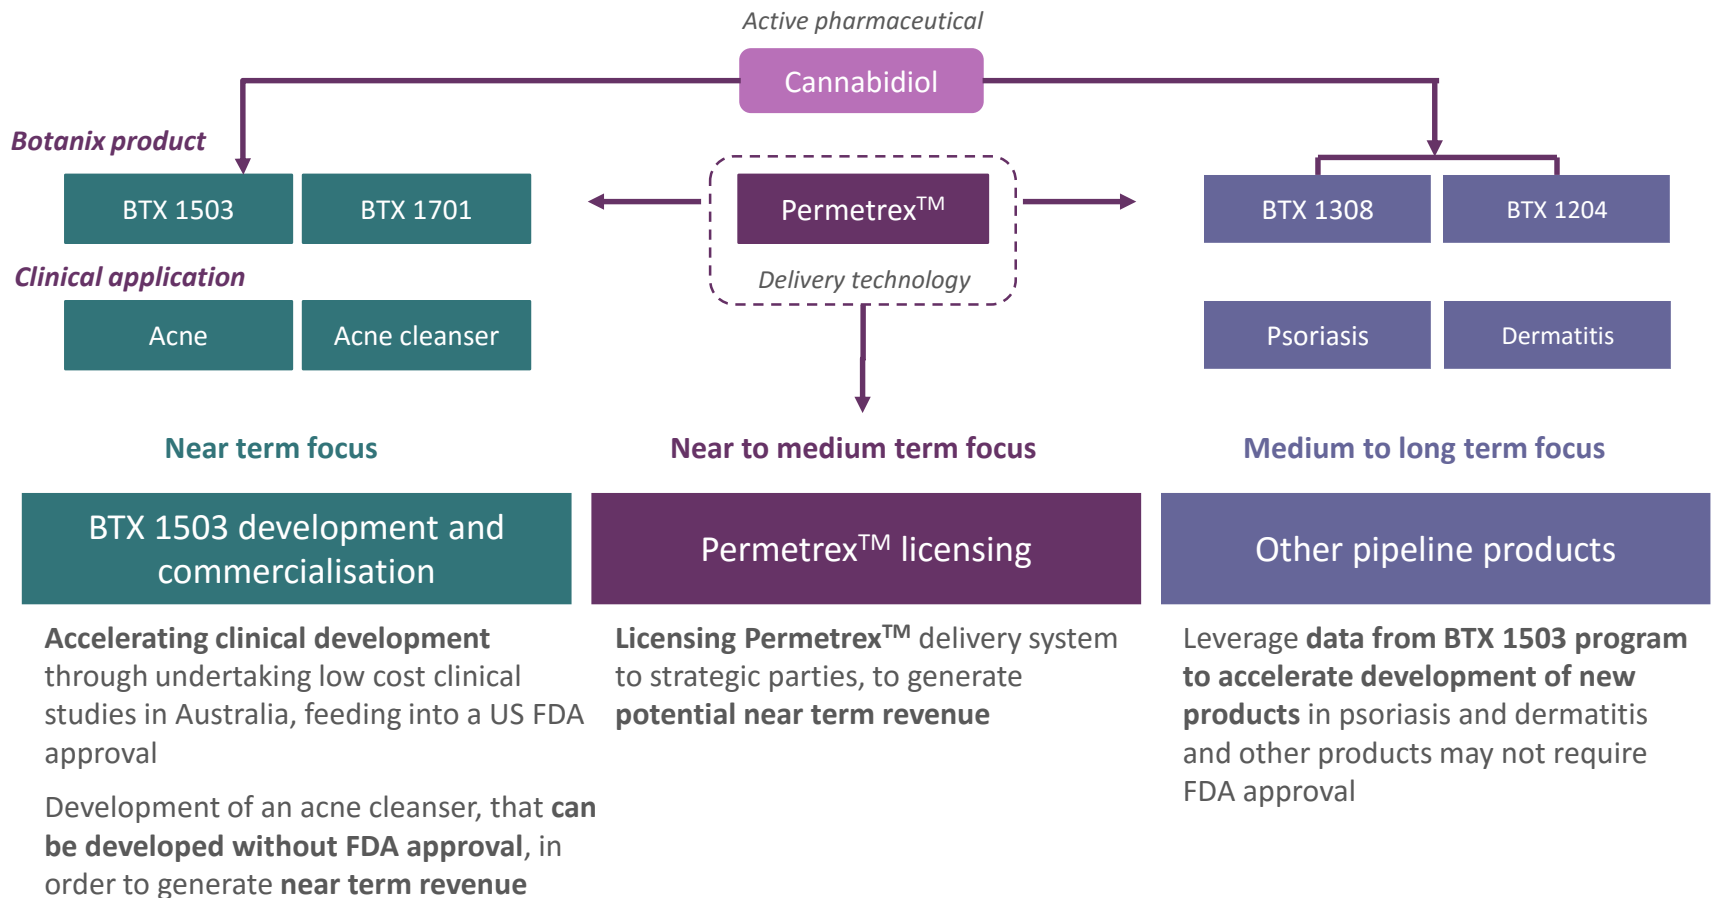 Active pharmaceutical
Cannabidiol
Botanix product
BTX 1503
BTX 1701
Permetrex™
BTX 1308
BTX 1204
Delivery technology
Clinical application
Acne
Acne cleanser
Psoriasis
Dermatitis
Near term focus
Near to medium term focus
Medium to long term focus
BTX 1503 development and
commercialisation
Permetrex™ licensing
Other pipeline products
Accelerating clinical development
through undertaking low cost clinical
studies in Australia, feeding into a US FDA
approval
Development of an acne cleanser, that can
be developed without FDA approval, in
order to generate near term revenue
Licensing Permetrex™ delivery system
to strategic parties, to generate
potential near term revenue
Leverage data from BTX 1503 program
to accelerate development of new
products in psoriasis and dermatitis
and other products may not require
FDA approval